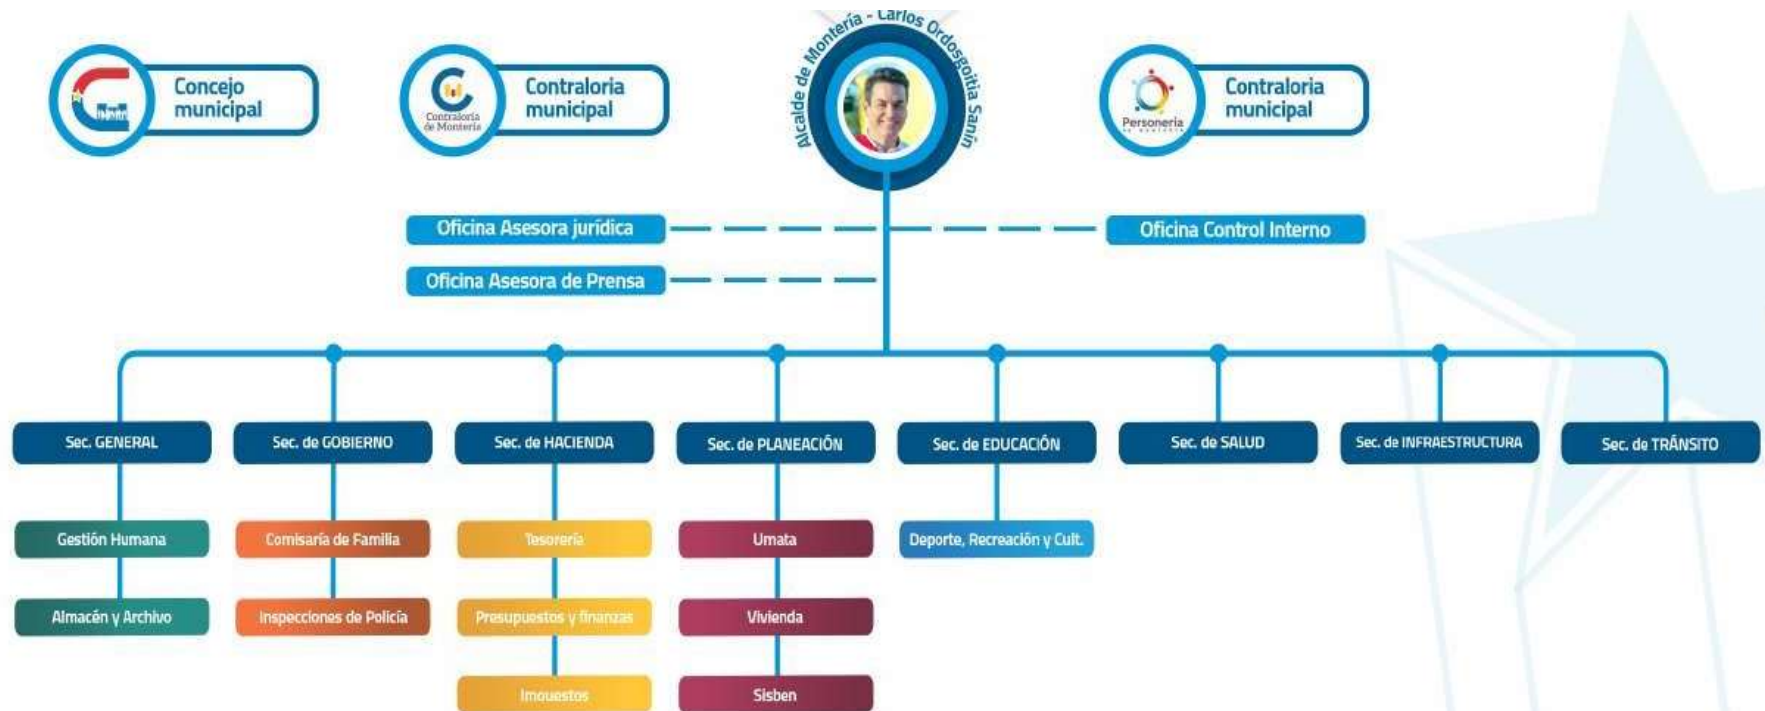 Alcalde de Montería - Carlos Ordosgoitia Sanín
Concejo
municipal
Contraloría
de Montería
Contraloria
municipal
Personería
Contraloria
municipal
Oficina Asesora jurídica
Oficina Control Interno
Oficina Asesora de Prensa
Sec. GENERAL
Sec. de GOBIERNO
Sec. de HACIENDA
Sec. de PLANEACIÓN
Sec. de EDUCACIÓN
Sec. de SALUD
Sec. de INFRAESTRUCTURA
Sec. de TRÁNSITO
Gestión Humana
Comisaría de Familia
Tesorería
Umata
Deporte, Recreación y Cult.
Almacén y Archivo
Inspecciones de Policía
Presupuestos y finanzas
Vivienda
Imouestos
Sisben